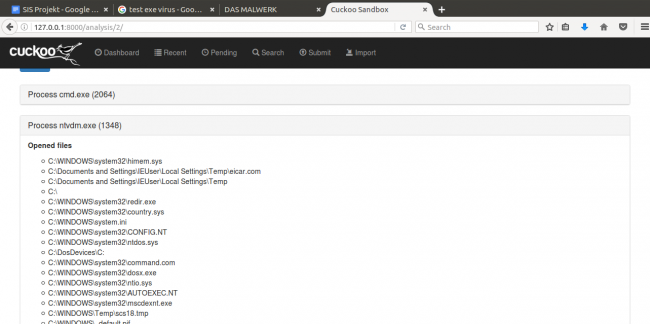 SIS Projekt - Google ...
test exe virus - Goo...
DAS MALWERK
Cuckoo Sandbox
127.0.0.1:8000/analysis/2/
Search
cuckoo
Dashboard
Recent
Pending
Search
Submit
Import
Process cmd.exe (2064)
Process ntvdm.exe (1348)
Opened files
C:\WINDOWS\system32\himem.sys
C:\Documents and Settings\IEUser\Local Settings\Temp\eicar.com
C:\Documents and Settings\IEUser\Local Settings\Temp
C:\
C:\WINDOWS\system32\redir.exe
C:\WINDOWS\system32\country.sys
C:\WINDOWS\system.ini
C:\WINDOWS\system32\CONFIG.NT
C:\WINDOWS\system32\ntdos.sys
C:\DosDevices\C:
C:\WINDOWS\system32\command.com
C:\WINDOWS\system32\dosx.exe
C:\WINDOWS\system32\ntio.sys
C:\WINDOWS\system32\AUTOEXEC.NT
C:\WINDOWS\system32\mscdexnt.exe
C:\WINDOWS\Temp\scs18.tmp
C:\WINDOWS\_default.pif